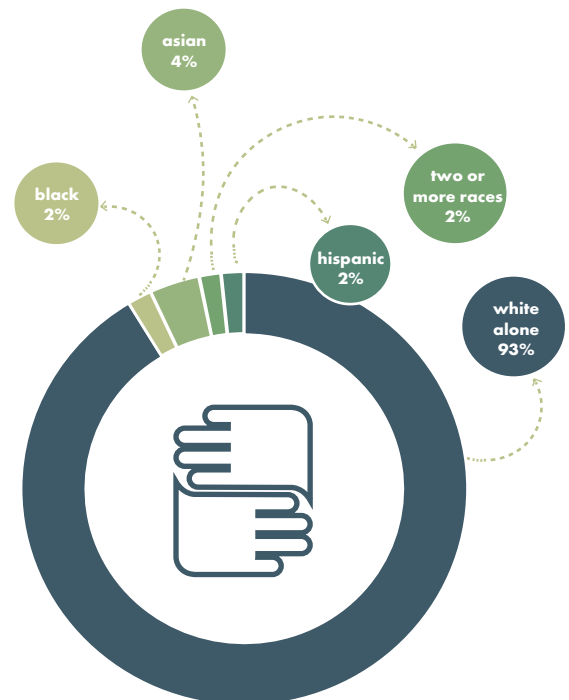 asian
4%
black
2%
two or
more races
2%
hispanic
2%
white
alone
93%